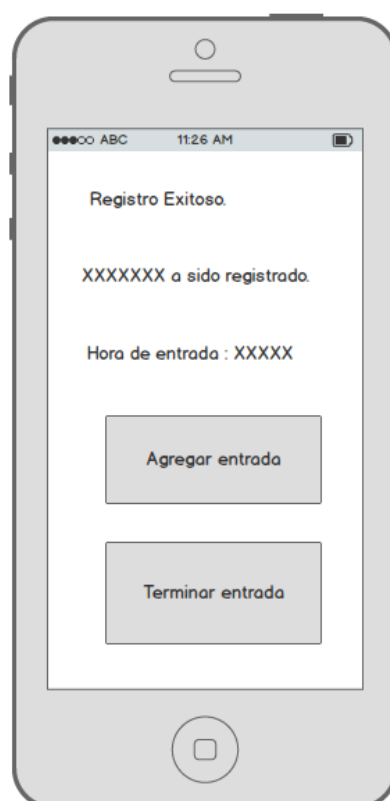 ABC 11:26 AM
Registro Exitoso.
XXXXXXX a sido registrado.
Hora de entrada : XXXXX
Agregar entrada
Terminar entrada